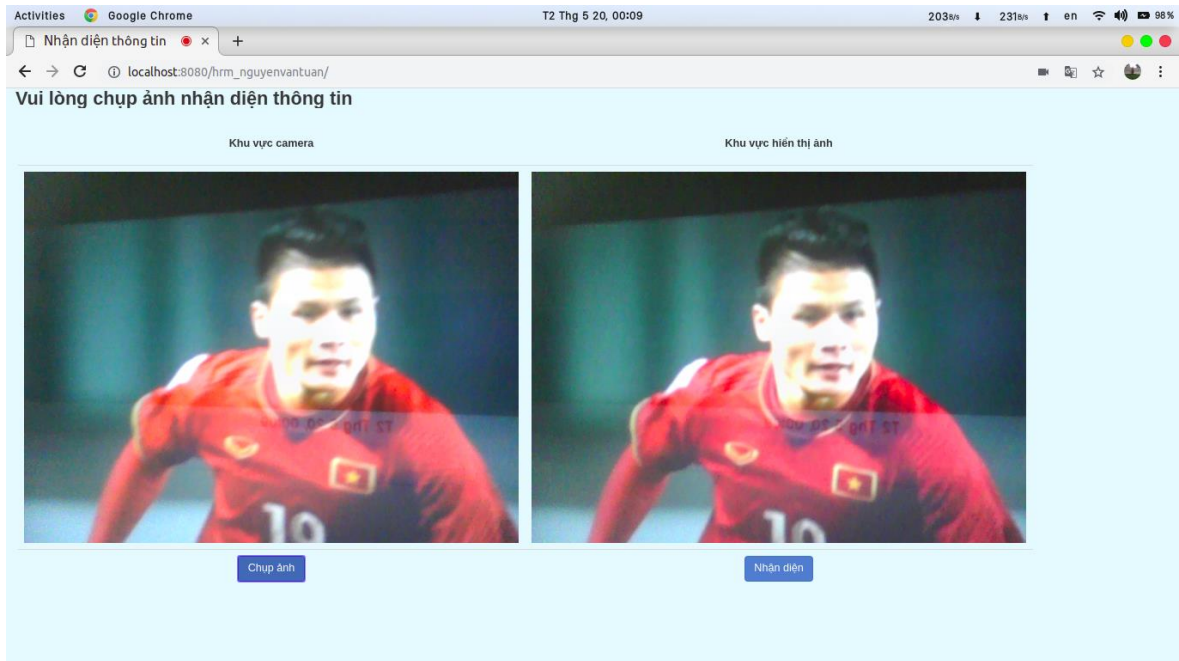 Activities Google Chrome T2 Thg 5 20, 00:09 203B/s 231B/s en 98%
Nhận diện thông tin
localhost:8080/hrm_nguyenvantuan/
Vui lòng chụp ảnh nhận diện thông tin
Khu vực camera Khu vực hiển thị ảnh
19 19
Chụp ảnh Nhận diện